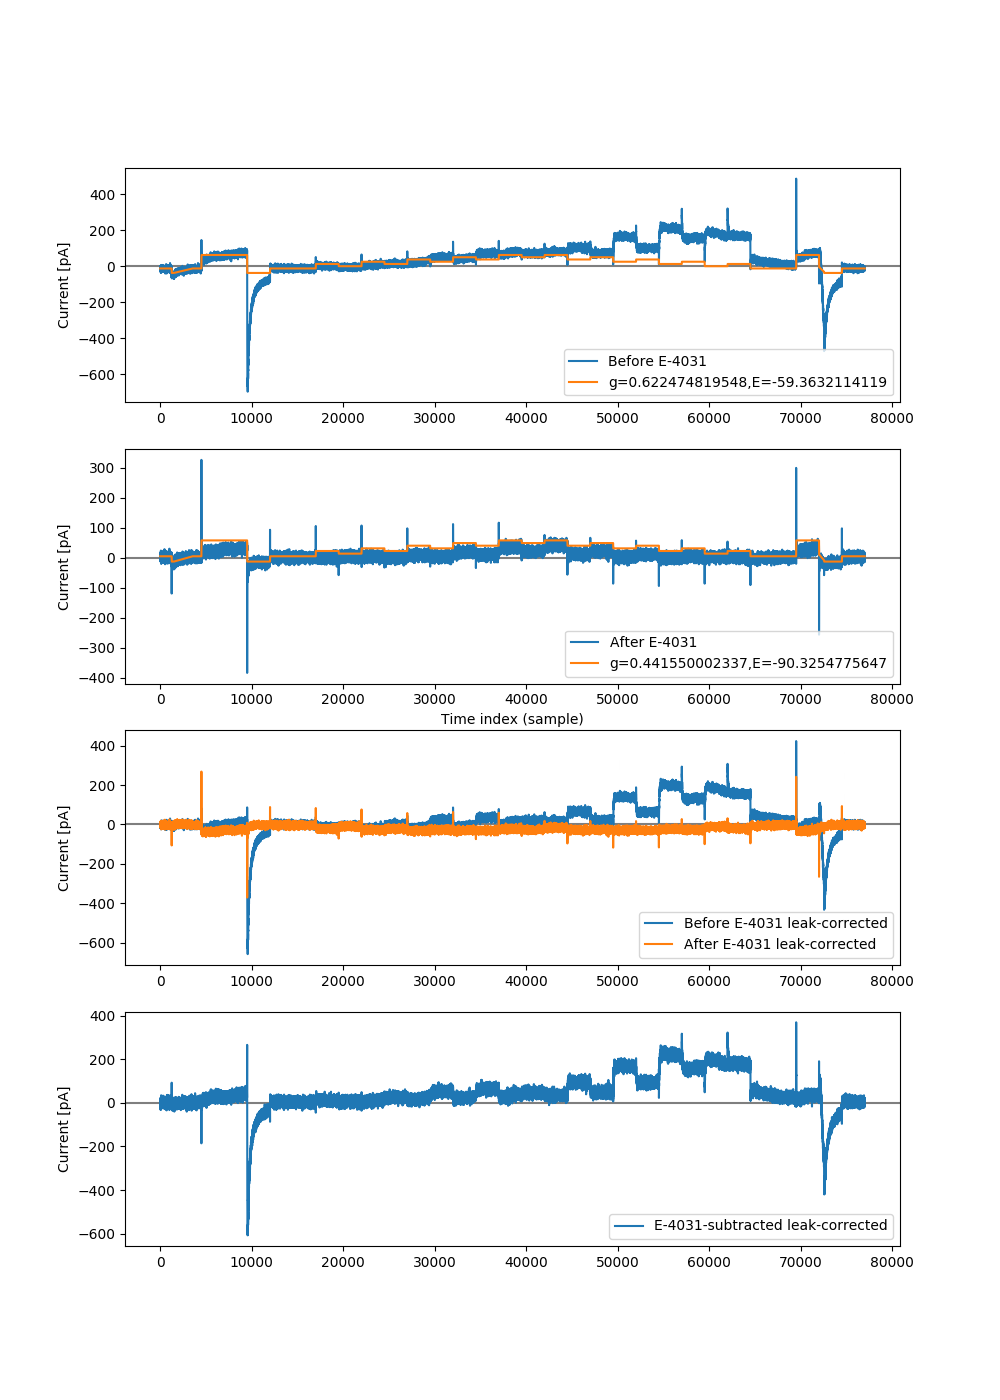 400
200
0
−200
−400
−600
Current [pA]
Before E-4031
g=0.622474819548,E=-59.3632114119
0 10000 20000 30000 40000 50000 60000 70000 80000
300
200
100
0
−100
−200
−300
−400
Current [pA]
After E-4031
g=0.441550002337,E=-90.3254775647
0 10000 20000 30000 40000 50000 60000 70000 80000
Time index (sample)
400
200
0
−200
−400
−600
Current [pA]
Before E-4031 leak-corrected
After E-4031 leak-corrected
0 10000 20000 30000 40000 50000 60000 70000 80000
400
200
0
−200
−400
−600
Current [pA]
E-4031-subtracted leak-corrected
0 10000 20000 30000 40000 50000 60000 70000 80000